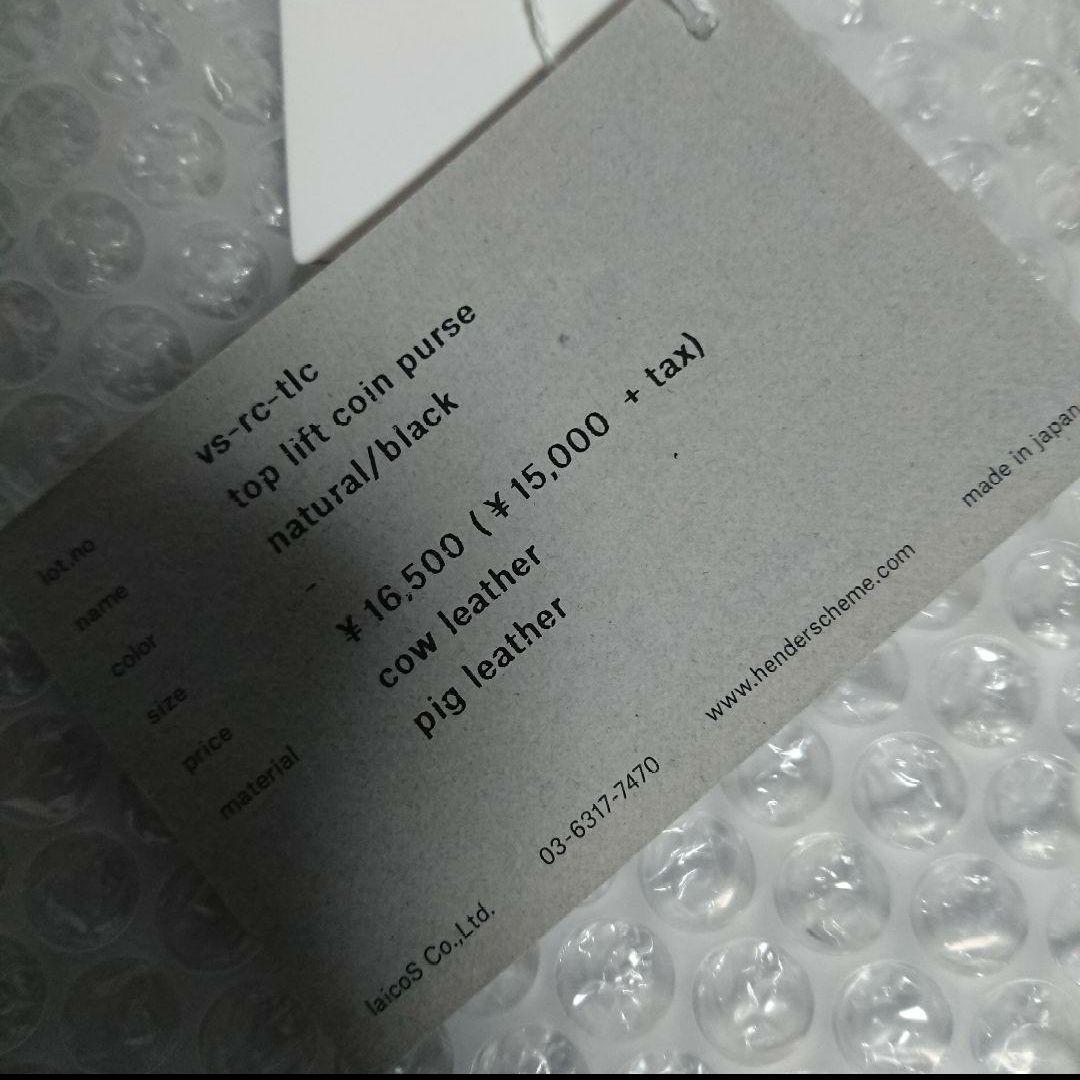 lot.no vs-rc-tlc
name top lift coin purse
color natural/black
size -
price ¥ 16,500 ( ¥ 15,000 + tax)
material cow leather
pig leather
laicoS Co.,Ltd. 03-6317-7470 www.henderscheme.com made in japan